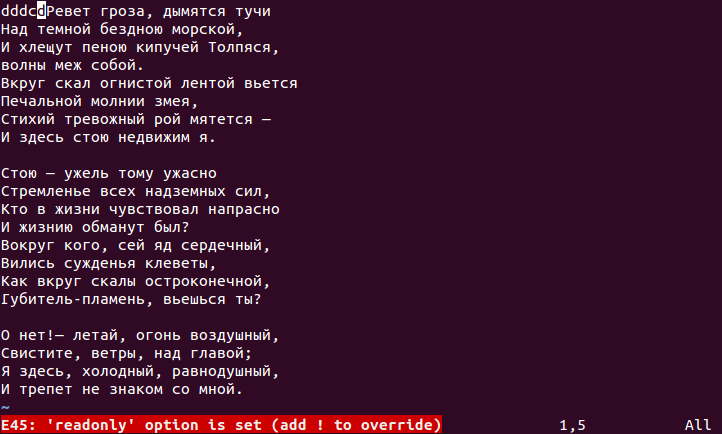 dddcdРевет гроза, дымятся тучи
Над темной бездною морской,
И хлещут пеною кипучей Толпяся,
волны меж собой.
Вкруг скал огнистой лентой вьется
Печальной молнии змея,
Стихий тревожный рой мятется —
И здесь стою недвижим я.

Стою — ужель тому ужасно
Стремленье всех надземных сил,
Кто в жизни чувствовал напрасно
И жизнию обманут был?
Вокруг кого, сей яд сердечный,
Вились сужденья клеветы,
Как вкруг скалы остроконечной,
Губитель-пламень, вьешься ты?

О нет!— летай, огонь воздушный,
Свистите, ветры, над главой;
Я здесь, холодный, равнодушный,
И трепет не знаком со мной.
~
E45: 'readonly' option is set (add ! to override) 1,5 All